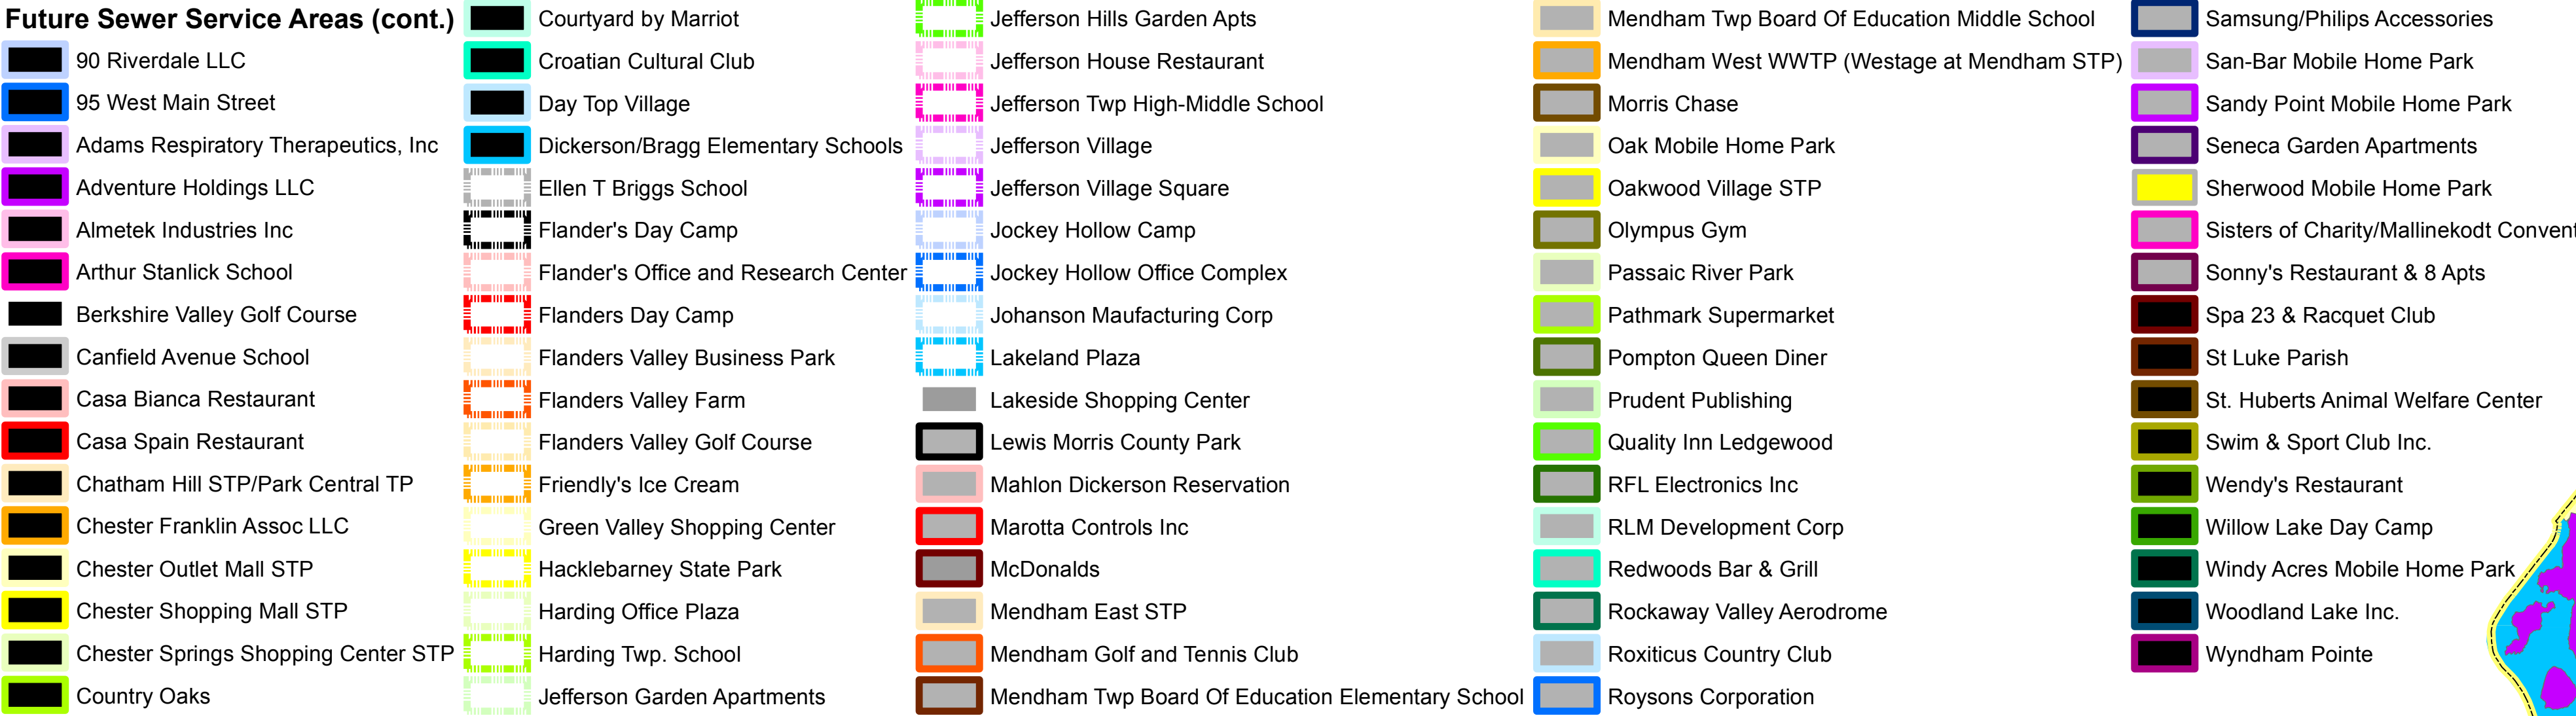 Future Sewer Service Areas (cont.)
90 Riverdale LLC
95 West Main Street
Adams Respiratory Therapeutics, Inc
Adventure Holdings LLC
Almetek Industries Inc
Arthur Stanlick School
Berkshire Valley Golf Course
Canfield Avenue School
Casa Bianca Restaurant
Casa Spain Restaurant
Chatham Hill STP/Park Central TP
Chester Franklin Assoc LLC
Chester Outlet Mall STP
Chester Shopping Mall STP
Chester Springs Shopping Center STP
Country Oaks
Courtyard by Marriot
Croatian Cultural Club
Day Top Village
Dickerson/Bragg Elementary Schools
Ellen T Briggs School
Flander's Day Camp
Flander's Office and Research Center
Flanders Day Camp
Flanders Valley Business Park
Flanders Valley Farm
Flanders Valley Golf Course
Friendly's Ice Cream
Green Valley Shopping Center
Hacklebarney State Park
Harding Office Plaza
Harding Twp. School
Jefferson Garden Apartments
Jefferson Hills Garden Apts
Jefferson House Restaurant
Jefferson Twp High-Middle School
Jefferson Village
Jefferson Village Square
Jockey Hollow Camp
Jockey Hollow Office Complex
Johanson Maufacturing Corp
Lakeland Plaza
Lakeside Shopping Center
Lewis Morris County Park
Mahlon Dickerson Reservation
Marotta Controls Inc
McDonalds
Mendham East STP
Mendham Golf and Tennis Club
Mendham Twp Board Of Education Elementary School
Mendham Twp Board Of Education Middle School
Mendham West WWTP (Westage at Mendham STP)
Morris Chase
Oak Mobile Home Park
Oakwood Village STP
Olympus Gym
Passaic River Park
Pathmark Supermarket
Pompton Queen Diner
Prudent Publishing
Quality Inn Ledgewood
RFL Electronics Inc
RLM Development Corp
Redwoods Bar & Grill
Rockaway Valley Aerodrome
Roxiticus Country Club
Roysons Corporation
Samsung/Philips Accessories
San-Bar Mobile Home Park
Sandy Point Mobile Home Park
Seneca Garden Apartments
Sherwood Mobile Home Park
Sisters of Charity/Mallinekodt Convent
Sonny's Restaurant & 8 Apts
Spa 23 & Racquet Club
St Luke Parish
St. Huberts Animal Welfare Center
Swim & Sport Club Inc.
Wendy's Restaurant
Willow Lake Day Camp
Windy Acres Mobile Home Park
Woodland Lake Inc.
Wyndham Pointe